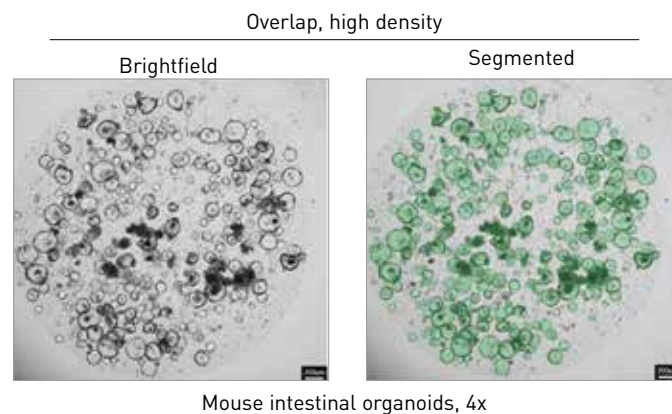 Overlap, high density
Brightfield
Segmented
Mouse intestinal organoids, 4x